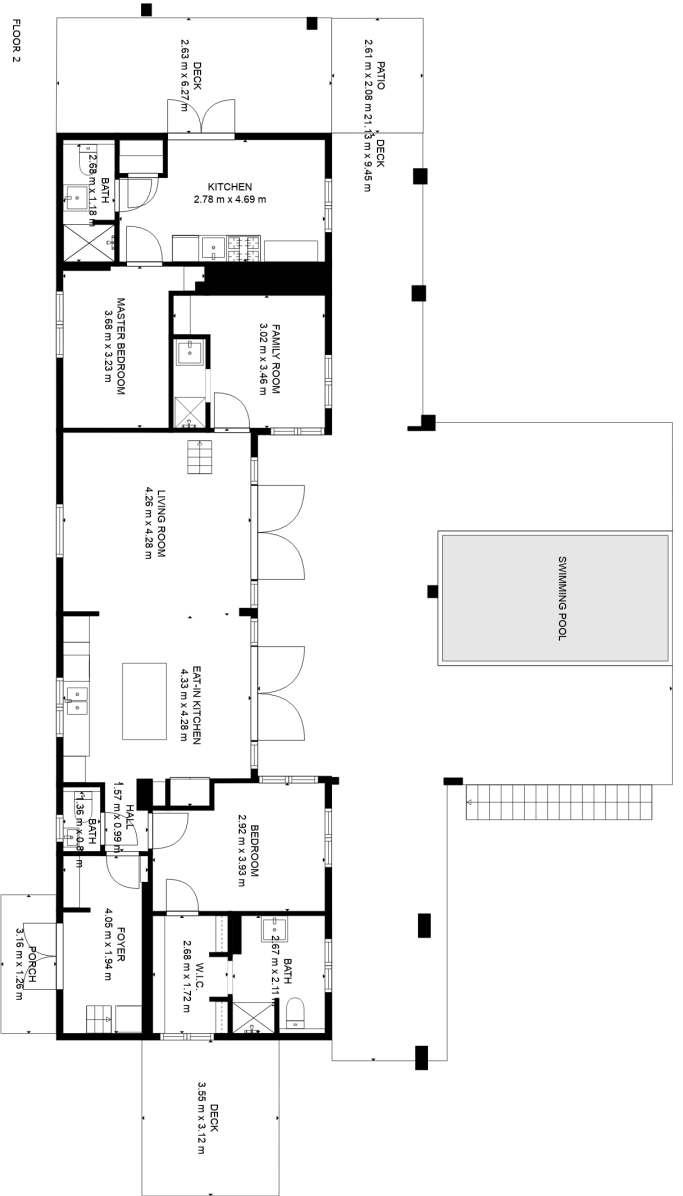 FLOOR 2
DECK
2.63 m x 6.27 m
PATIO
2.61 m x 2.08 m
DECK
21.13 m x 9.45 m
BATH
2.68 m x 1.18 m
KITCHEN
2.78 m x 4.69 m
MASTER BEDROOM
3.68 m x 3.23 m
FAMILY ROOM
3.02 m x 3.46 m
LIVING ROOM
4.26 m x 4.28 m
SWIMMING POOL
EAT-IN KITCHEN
4.33 m x 4.28 m
HALL
1.57 m x 0.99 m
BATH
BEDROOM
2.92 m x 3.93 m
FOYER
4.05 m x 1.94 m
PORCH
3.16 m x 1.26 m
W.I.C.
2.68 m x 1.72 m
BATH
2.67 m x 2.11 m
DECK
3.55 m x 3.12 m